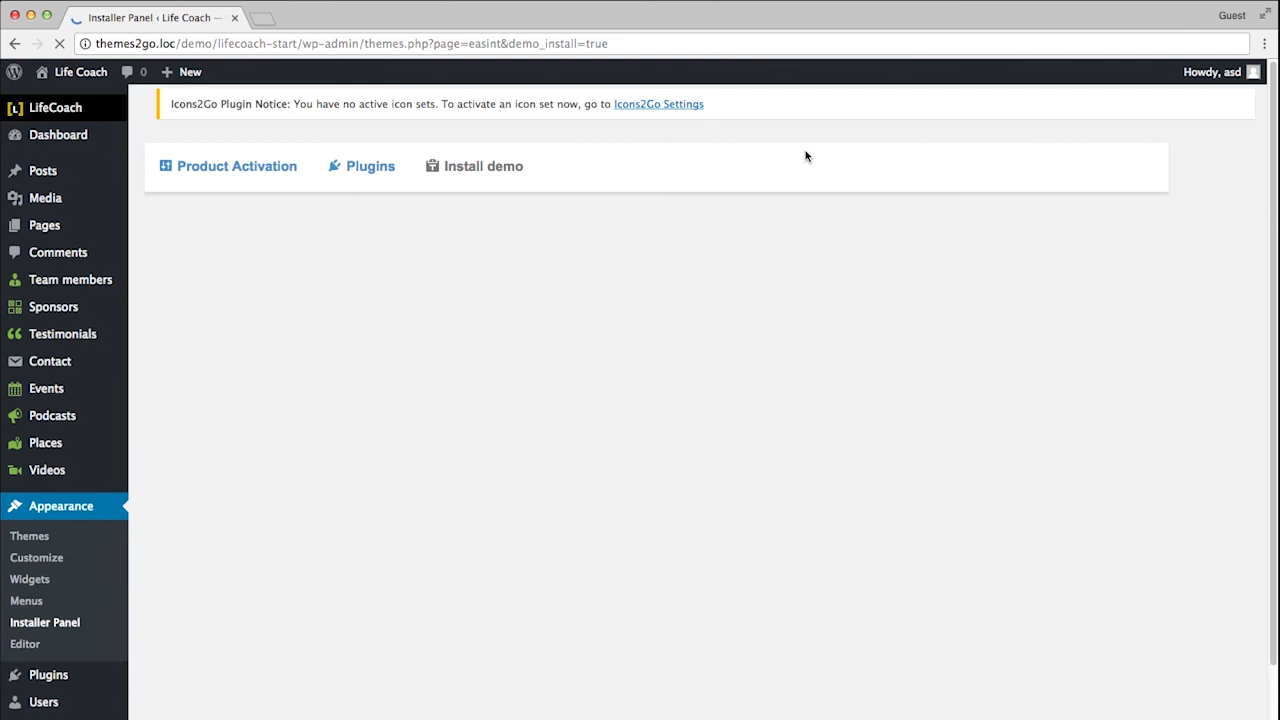 Installer Panel ‹ Life Coach —
Guest
themes2go.loc/demo/lifecoach-start/wp-admin/themes.php?page=easint&demo_install=true
Life Coach 0 New Howdy, asd
[L] LifeCoach
Icons2Go Plugin Notice: You have no active icon sets. To activate an icon set now, go to Icons2Go Settings
Dashboard
Product Activation Plugins Install demo
Posts
Media
Pages
Comments
Team members
Sponsors
Testimonials
Contact
Events
Podcasts
Places
Videos
Appearance
Themes
Customize
Widgets
Menus
Installer Panel
Editor
Plugins
Users